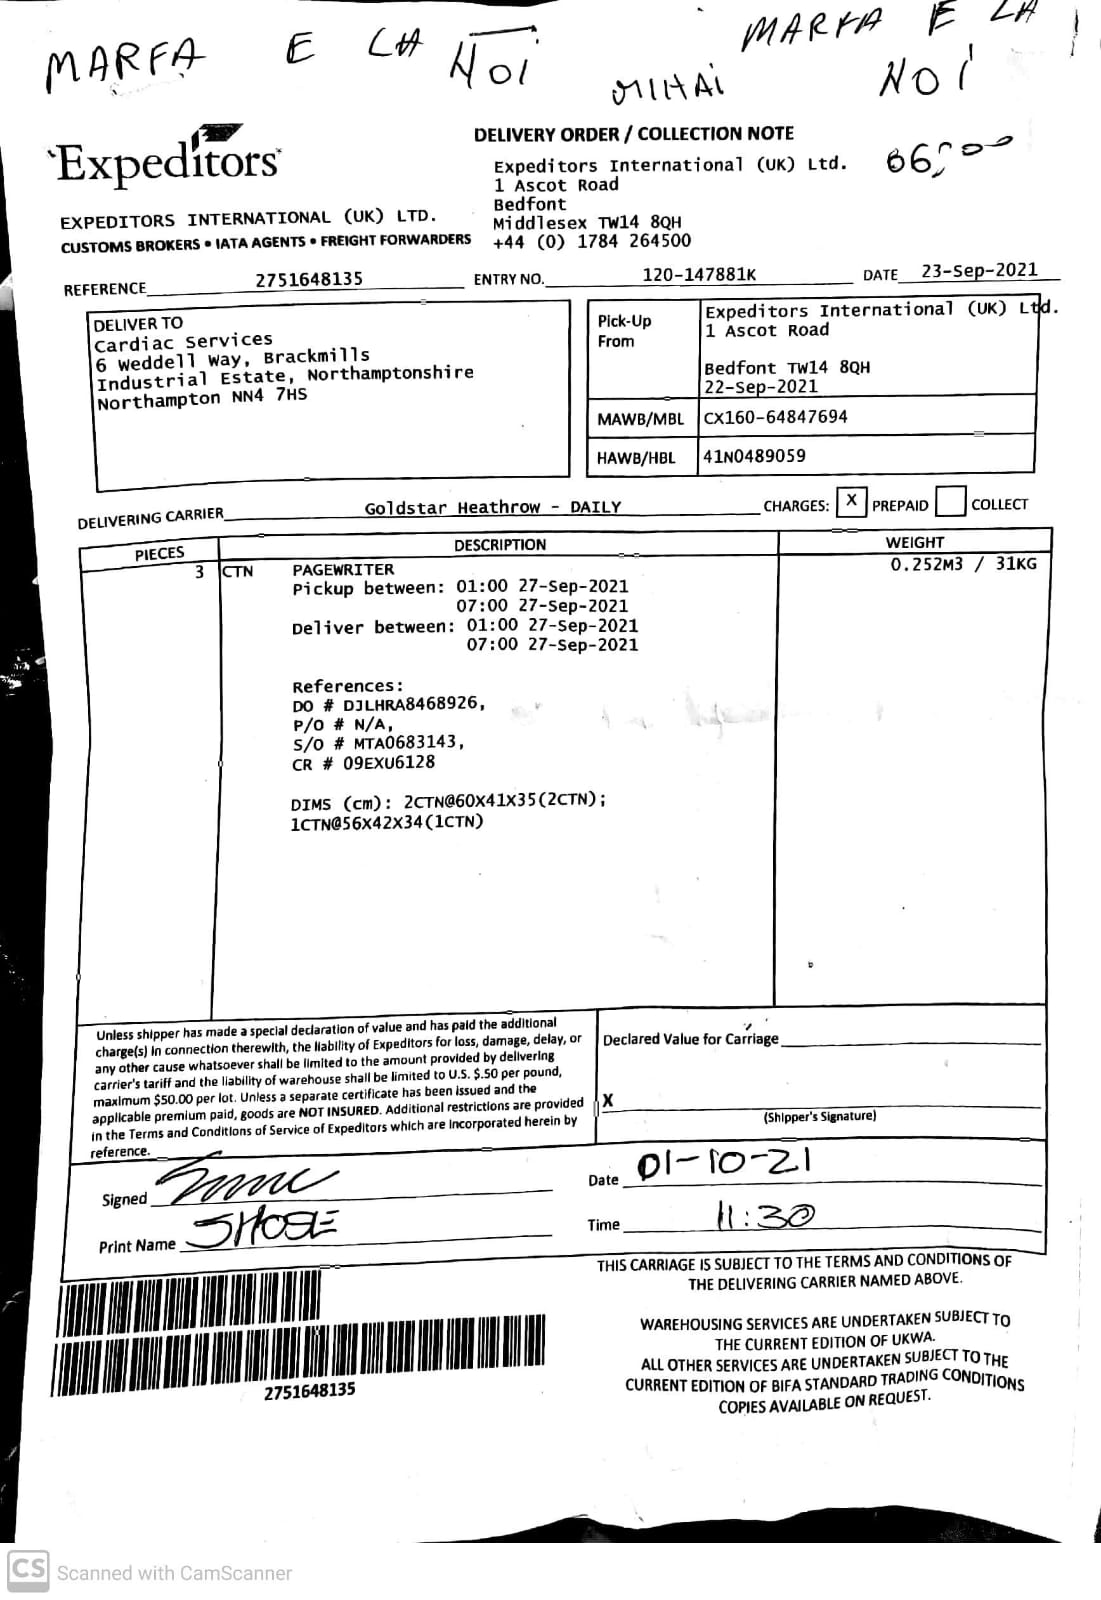 MARFA E LA NOI
MIHAI
MARFA E LA NOI
06:00
Expeditors
DELIVERY ORDER / COLLECTION NOTE
Expeditors International (UK) Ltd.
1 Ascot Road
Bedfont
Middlesex TW14 8QH
+44 (0) 1784 264500
EXPEDITORS INTERNATIONAL (UK) LTD.
CUSTOMS BROKERS • IATA AGENTS • FREIGHT FORWARDERS
REFERENCE 2751648135 ENTRY NO. 120-147881K DATE 23-Sep-2021
DELIVER TO
Cardiac Services
6 Weddell Way, Brackmills
Industrial Estate, Northamptonshire
Northampton NN4 7HS
Pick-Up From
Expeditors International (UK) Ltd.
1 Ascot Road
Bedfont TW14 8QH
22-Sep-2021
MAWB/MBL CX160-64847694
HAWB/HBL 41N0489059
DELIVERING CARRIER Goldstar Heathrow - DAILY CHARGES: X PREPAID COLLECT
PIECES DESCRIPTION WEIGHT
3 CTN PAGEWRITER 0.252M3 / 31KG
Pickup between: 01:00 27-Sep-2021
07:00 27-Sep-2021
Deliver between: 01:00 27-Sep-2021
07:00 27-Sep-2021
References:
DO # DJLHRA8468926,
P/O # N/A,
S/O # MTA0683143,
CR # 09EXU6128
DIMS (cm): 2CTN@60X41X35(2CTN);
1CTN@56X42X34(1CTN)
Unless shipper has made a special declaration of value and has paid the additional
charge(s) in connection therewith, the liability of Expeditors for loss, damage, delay, or
any other cause whatsoever shall be limited to the amount provided by delivering
carrier's tariff and the liability of warehouse shall be limited to U.S. $.50 per pound,
maximum $50.00 per lot. Unless a separate certificate has been issued and the
applicable premium paid, goods are NOT INSURED. Additional restrictions are provided
in the Terms and Conditions of Service of Expeditors which are incorporated herein by
reference.
Declared Value for Carriage
X
(Shipper's Signature)
Signed
Print Name
Date 01-10-21
Time 11:30
THIS CARRIAGE IS SUBJECT TO THE TERMS AND CONDITIONS OF
THE DELIVERING CARRIER NAMED ABOVE.
WAREHOUSING SERVICES ARE UNDERTAKEN SUBJECT TO
THE CURRENT EDITION OF UKWA.
ALL OTHER SERVICES ARE UNDERTAKEN SUBJECT TO THE
CURRENT EDITION OF BIFA STANDARD TRADING CONDITIONS
COPIES AVAILABLE ON REQUEST.
2751648135
CS Scanned with CamScanner